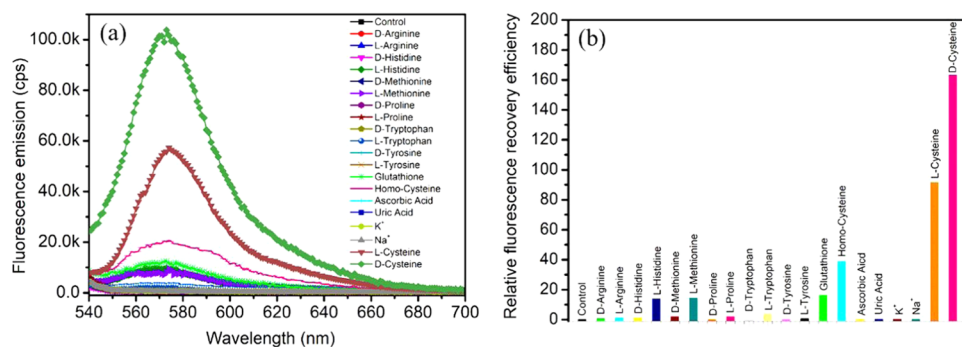 (a)
Fluorescence emission (cps)
100.0k
80.0k
60.0k
40.0k
20.0k
0.0
540 560 580 600 620 640 660 680 700
Wavelength (nm)
Control
D-Arginine
L-Arginine
D-Histidine
L-Histidine
D-Methionine
L-Methionine
D-Proline
L-Proline
D-Tryptophan
L-Tryptophan
D-Tyrosine
L-Tyrosine
Glutathione
Homo-Cysteine
Ascorbic Acid
Uric Acid
K+
Na+
L-Cysteine
D-Cysteine
(b)
Relative fluorescence recovery efficiency
200
180
160
140
120
100
80
60
40
20
0
Control
D-Arginine
L-Arginine
D-Histidine
L-Histidine
D-Methionine
L-Methionine
D-Proline
L-Proline
D-Tryptophan
L-Tryptophan
D-Tyrosine
L-Tyrosine
Glutathione
Homo-Cysteine
Ascorbic Aicd
Uric Acid
K+
Na+
L-Cysteine
D-Cysteine